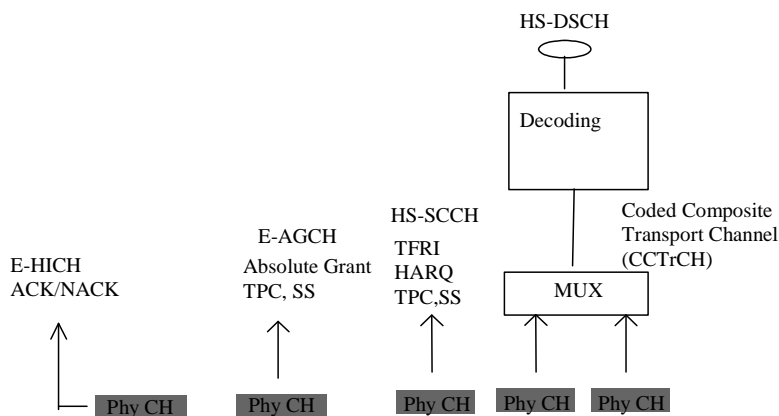 HS-DSCH
Decoding
Coded Composite
Transport Channel
(CCTrCH)
HS-SCCH
TFRI
HARQ
TPC,SS
E-AGCH
Absolute Grant
TPC, SS
E-HICH
ACK/NACK
MUX
Phy CH
Phy CH
Phy CH
Phy CH
Phy CH